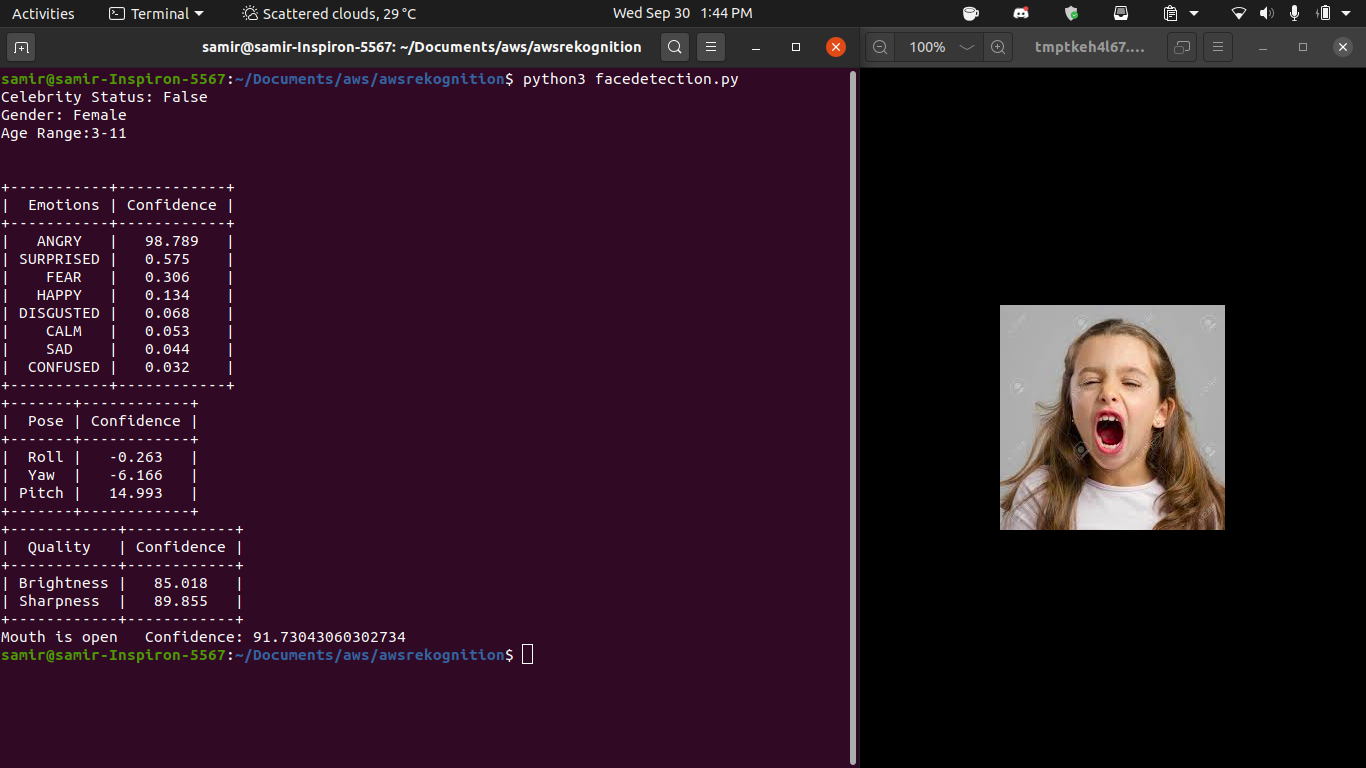 Activities Terminal Scattered clouds, 29 °C Wed Sep 30 1:44 PM
samir@samir-Inspiron-5567: ~/Documents/aws/awsrekognition 100% tmptkeh4l67....
samir@samir-Inspiron-5567:~/Documents/aws/awsrekognition$ python3 facedetection.py
Celebrity Status: False
Gender: Female
Age Range:3-11
+-----------+------------+
|  Emotions | Confidence |
+-----------+------------+
|   ANGRY   |   98.789   |
| SURPRISED |   0.575    |
|    FEAR   |   0.306    |
|   HAPPY   |   0.134    |
| DISGUSTED |   0.068    |
|    CALM   |   0.053    |
|    SAD    |   0.044    |
|  CONFUSED |   0.032    |
+-----------+------------+
+-------+------------+
|  Pose | Confidence |
+-------+------------+
|  Roll |   -0.263   |
|  Yaw  |   -6.166   |
| Pitch |   14.993   |
+-------+------------+
+------------+------------+
|  Quality   | Confidence |
+------------+------------+
| Brightness |   85.018   |
| Sharpness  |   89.855   |
+------------+------------+
Mouth is open   Confidence: 91.73043060302734
samir@samir-Inspiron-5567:~/Documents/aws/awsrekognition$